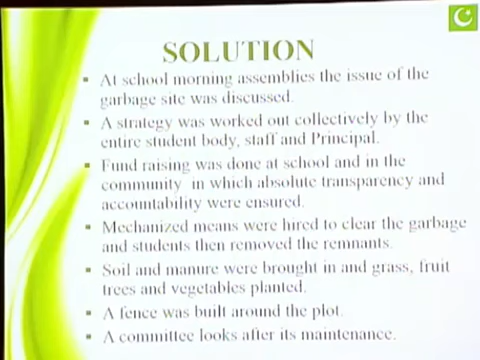 SOLUTION
At school morning assemblies the issue of the
garbage site was discussed.
A strategy was worked out collectively by the
entire student body, staff and Principal.
Fund raising was done at school and in the
community in which absolute transparency and
accountability were ensured.
Mechanized means were hired to clear the garbage
and students then removed the remnants.
Soil and manure were brought in and grass, fruit
trees and vegetables planted.
A fence was built around the plot.
A committee looks after its maintenance.